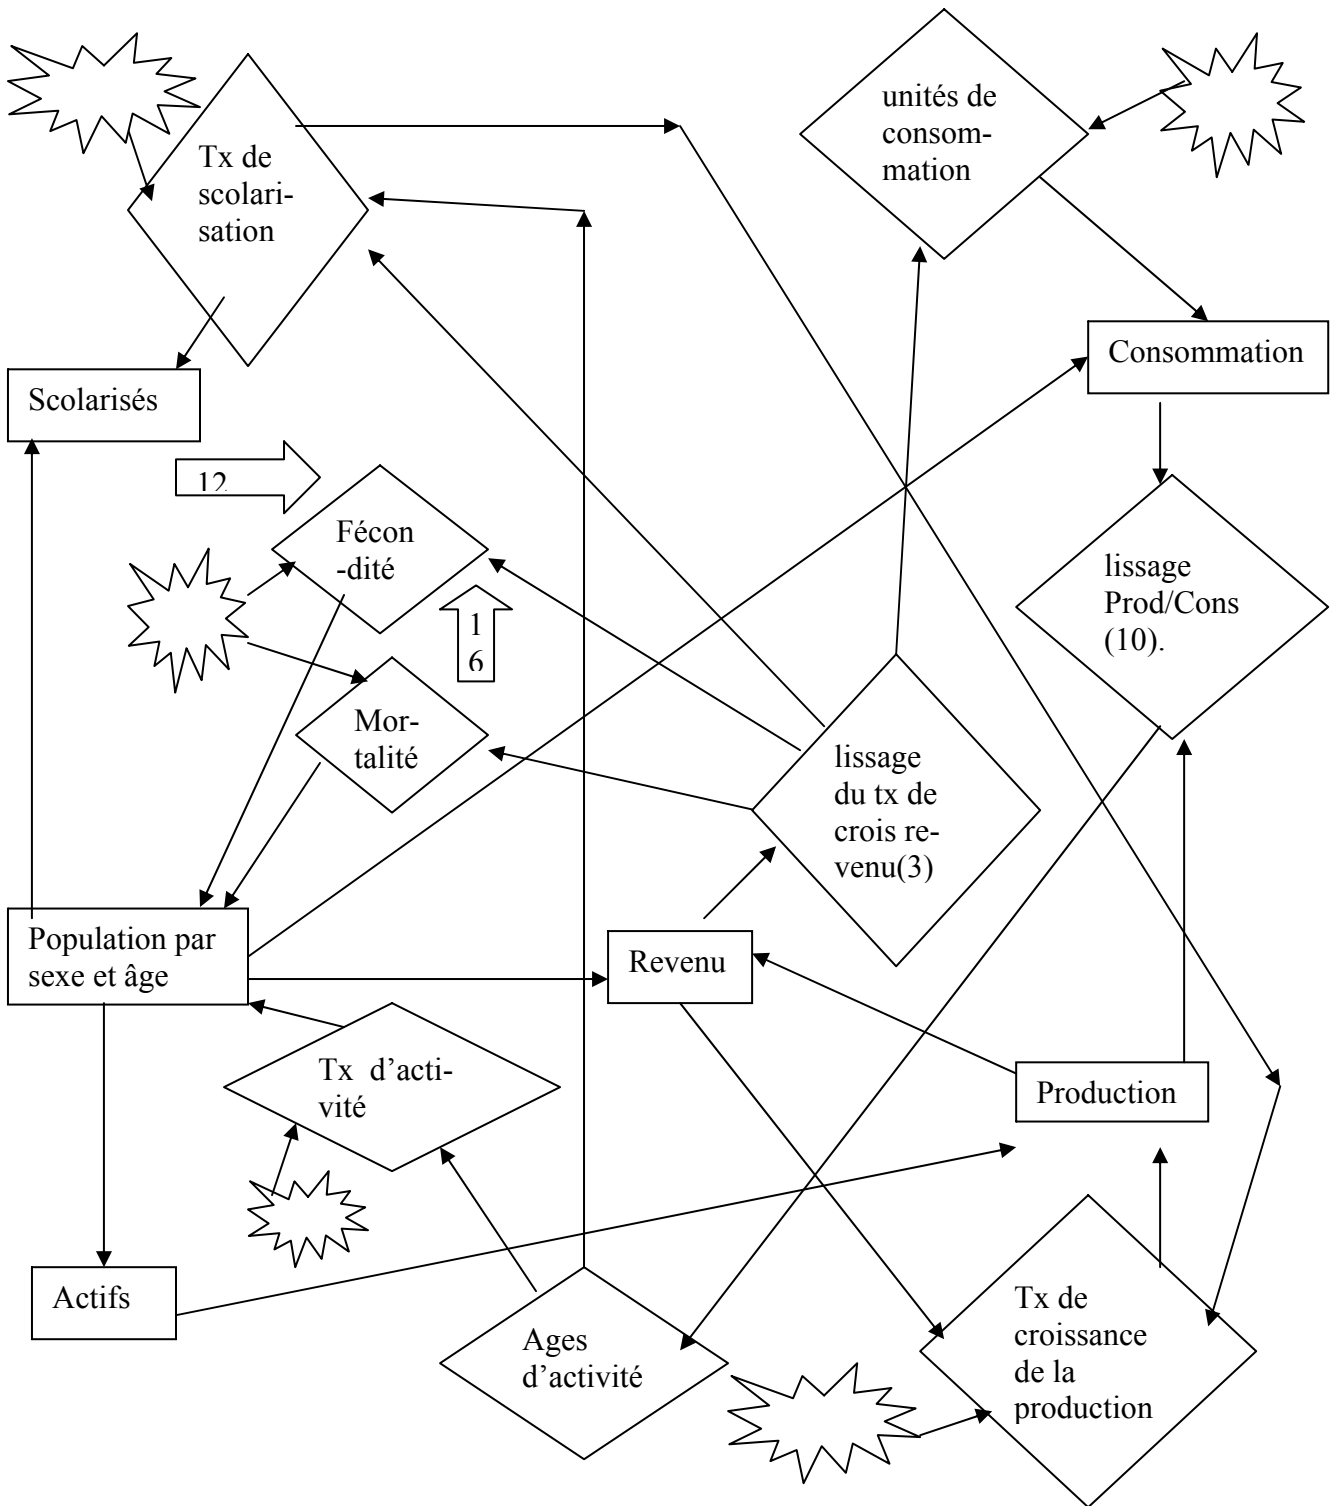 Tx de
scolari-
sation
unités de
consom-
mation
Consommation
Scolarisés
12
Fécon
-dité
1
6
lissage
Prod/Cons
(10).
Mor-
talité
lissage
du tx de
crois re-
venu(3)
Population par
sexe et âge
Revenu
Tx d’acti-
vité
Production
Actifs
Ages
d’activité
Tx de
croissance
de la
production